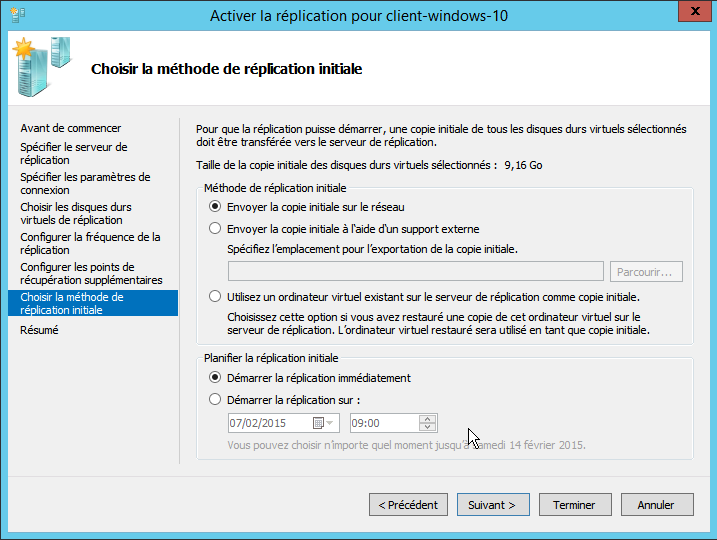 Activer la réplication pour client-windows-10
x
Choisir la méthode de réplication initiale
Avant de commencer
Spécifier le serveur de
réplication
Spécifier les paramètres de
connexion
Choisir les disques durs
virtuels de réplication
Configurer la fréquence de la
réplication
Configurer les points de
récupération supplémentaires
Choisir la méthode de
réplication initiale
Résumé
Pour que la réplication puisse démarrer, une copie initiale de tous les disques durs virtuels sélectionnés
doit être transférée vers le serveur de réplication.
Taille de la copie initiale des disques durs virtuels sélectionnés : 9,16 Go
Méthode de réplication initiale
Envoyer la copie initiale sur le réseau
Envoyer la copie initiale à l'aide d'un support externe
Spécifiez l'emplacement pour l'exportation de la copie initiale.
Parcourir...
Utilisez un ordinateur virtuel existant sur le serveur de réplication comme copie initiale.
Choisissez cette option si vous avez restauré une copie de cet ordinateur virtuel sur le
serveur de réplication. L'ordinateur virtuel restauré sera utilisé en tant que copie initiale.
Planifier la réplication initiale
Démarrer la réplication immédiatement
Démarrer la réplication sur :
07/02/2015 09:00
Vous pouvez choisir n'importe quel moment jusqu'à samedi 14 février 2015.
< Précédent Suivant > Terminer Annuler